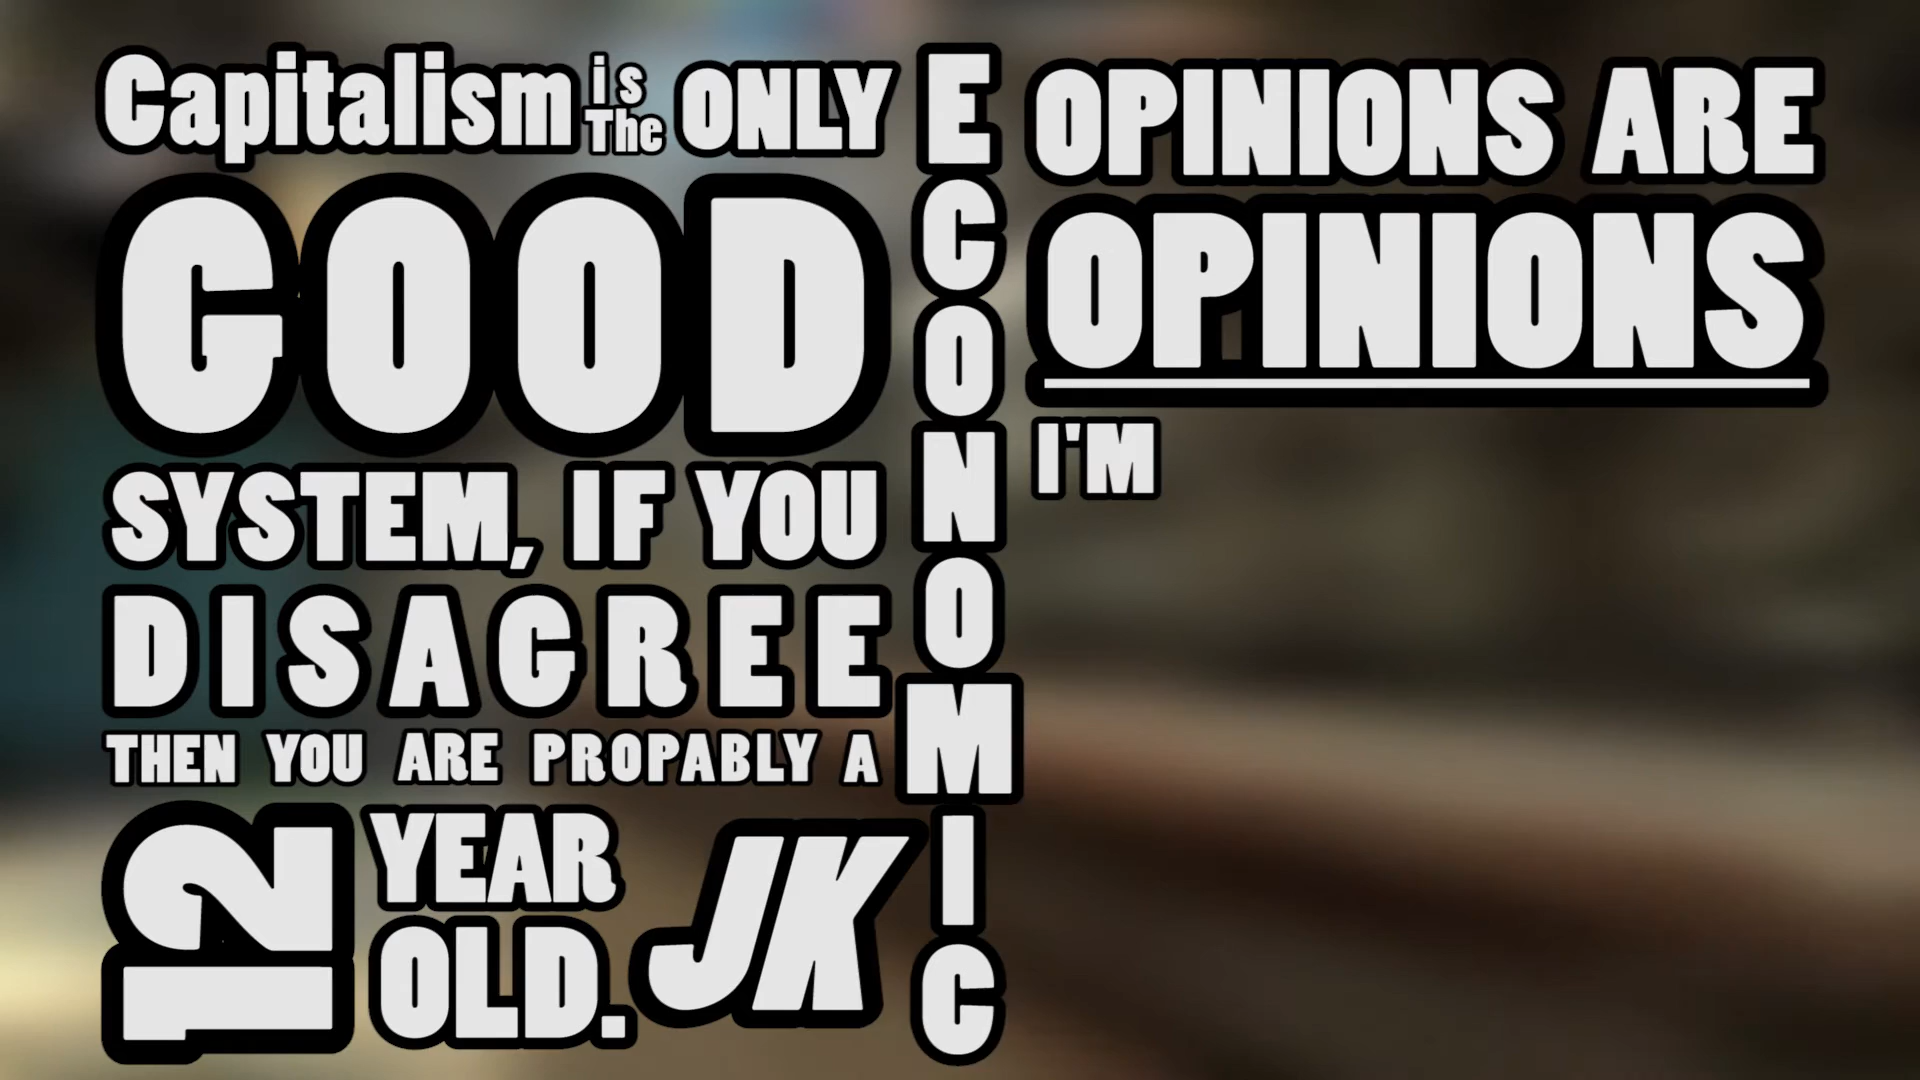 Capitalism is The ONLY
GOOD
ECONOMIC
SYSTEM, IF YOU
DISAGREE
THEN YOU ARE PROPABLY A
12 YEAR
OLD. JK
OPINIONS ARE
OPINIONS
I'M